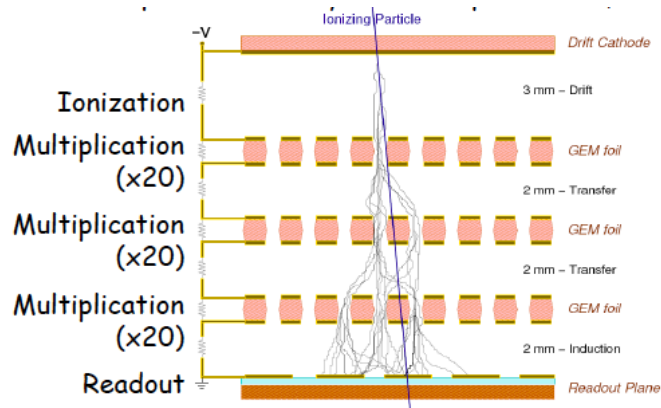 Ionizing Particle
–V
Drift Cathode
Ionization
3 mm – Drift
Multiplication
(x20)
GEM foil
2 mm – Transfer
Multiplication
(x20)
GEM foil
2 mm – Transfer
Multiplication
(x20)
GEM foil
2 mm – Induction
Readout
Readout Plane